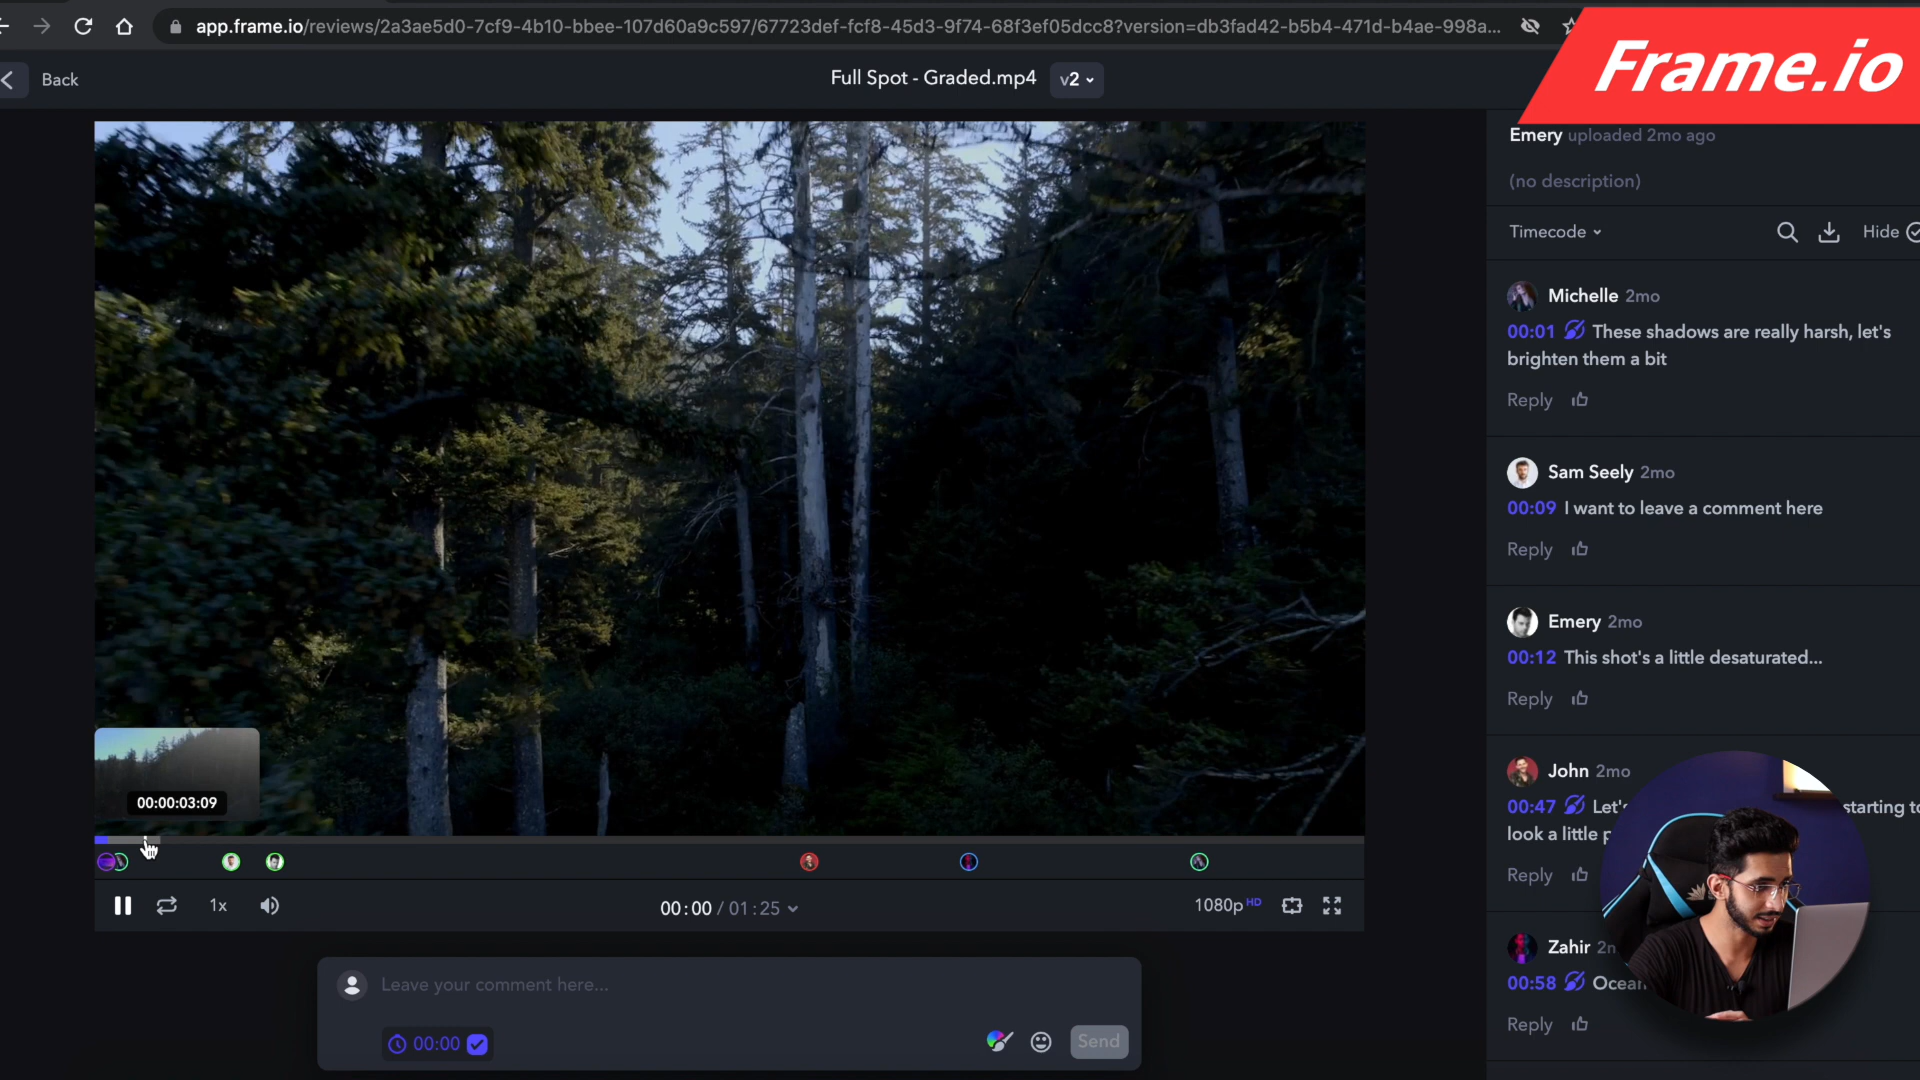 app.frame.io/reviews/2a3ae5d0-7cf9-4b10-bbee-107d60a9c597/67723def-fcf8-45d3-9f74-68f3ef05dcc8?version=db3fad42-b5b4-471d-b4ae-998a...
Frame.io
Back
Full Spot - Graded.mp4 v2
Emery uploaded 2mo ago
(no description)
Timecode
Hide
Michelle 2mo
00:01 These shadows are really harsh, let's
brighten them a bit
Reply
Sam Seely 2mo
00:09 I want to leave a comment here
Reply
Emery 2mo
00:12 This shot's a little desaturated...
Reply
John 2mo
00:47 starting
look a little
Reply
Zahir
00:58 Ocean
Reply
00:00:03:09
1x
00:00 / 01:25
1080p HD
Leave your comment here...
00:00
Send